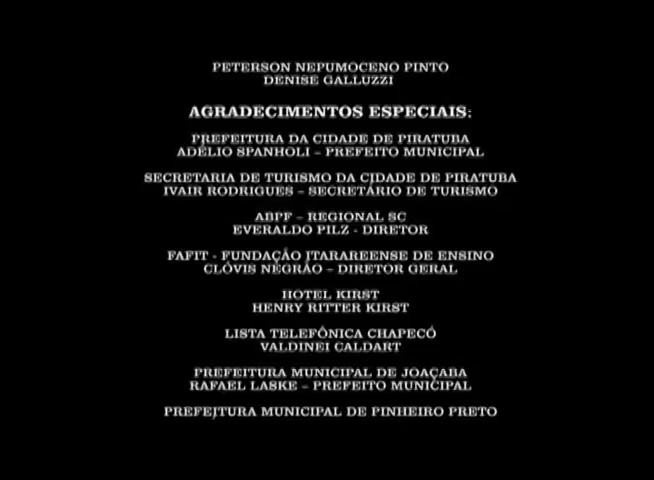 PETERSON NEPUMOCENO PINTO
DENISE GALLUZZI
AGRADECIMENTOS ESPECIAIS:
PREFEITURA DA CIDADE DE PIRATUBA
ADÉLIO SPANHOLI – PREFEITO MUNICIPAL
SECRETARIA DE TURISMO DA CIDADE DE PIRATUBA
IVAIR RODRIGUES – SECRETÁRIO DE TURISMO
ABPF – REGIONAL SC
EVERALDO PILZ - DIRETOR
FAFIT - FUNDAÇÃO ITARAREENSE DE ENSINO
CLÓVIS NEGRÃO – DIRETOR GERAL
HOTEL KIRST
HENRY RITTER KIRST
LISTA TELEFÔNICA CHAPECÓ
VALDINEI CALDART
PREFEITURA MUNICIPAL DE JOAÇABA
RAFAEL LASKE – PREFEITO MUNICIPAL
PREFEITURA MUNICIPAL DE PINHEIRO PRETO